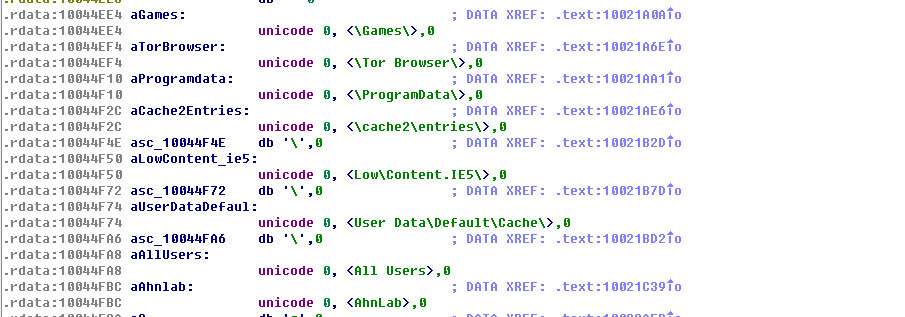 .rdata:10044EE4 aGames: ; DATA XREF: .text:10021A0A↑o
.rdata:10044EE4 unicode 0, <\Games\>,0
.rdata:10044EF4 aTorBrowser: ; DATA XREF: .text:10021A6E↑o
.rdata:10044EF4 unicode 0, <\Tor Browser\>,0
.rdata:10044F10 aProgramdata: ; DATA XREF: .text:10021AA1↑o
.rdata:10044F10 unicode 0, <\ProgramData\>,0
.rdata:10044F2C aCache2Entries: ; DATA XREF: .text:10021AE6↑o
.rdata:10044F2C unicode 0, <\cache2\entries\>,0
.rdata:10044F4E asc_10044F4E db '\',0 ; DATA XREF: .text:10021B2D↑o
.rdata:10044F50 aLowContent_ie5:
.rdata:10044F50 unicode 0, <Low\Content.IE5\>,0
.rdata:10044F72 asc_10044F72 db '\',0 ; DATA XREF: .text:10021B7D↑o
.rdata:10044F74 aUserDataDefaul:
.rdata:10044F74 unicode 0, <User Data\Default\Cache\>,0
.rdata:10044FA6 asc_10044FA6 db '\',0 ; DATA XREF: .text:10021BD2↑o
.rdata:10044FA8 aAllUsers:
.rdata:10044FA8 unicode 0, <All Users>,0
.rdata:10044FBC aAhnlab: ; DATA XREF: .text:10021C39↑o
.rdata:10044FBC unicode 0, <AhnLab>,0